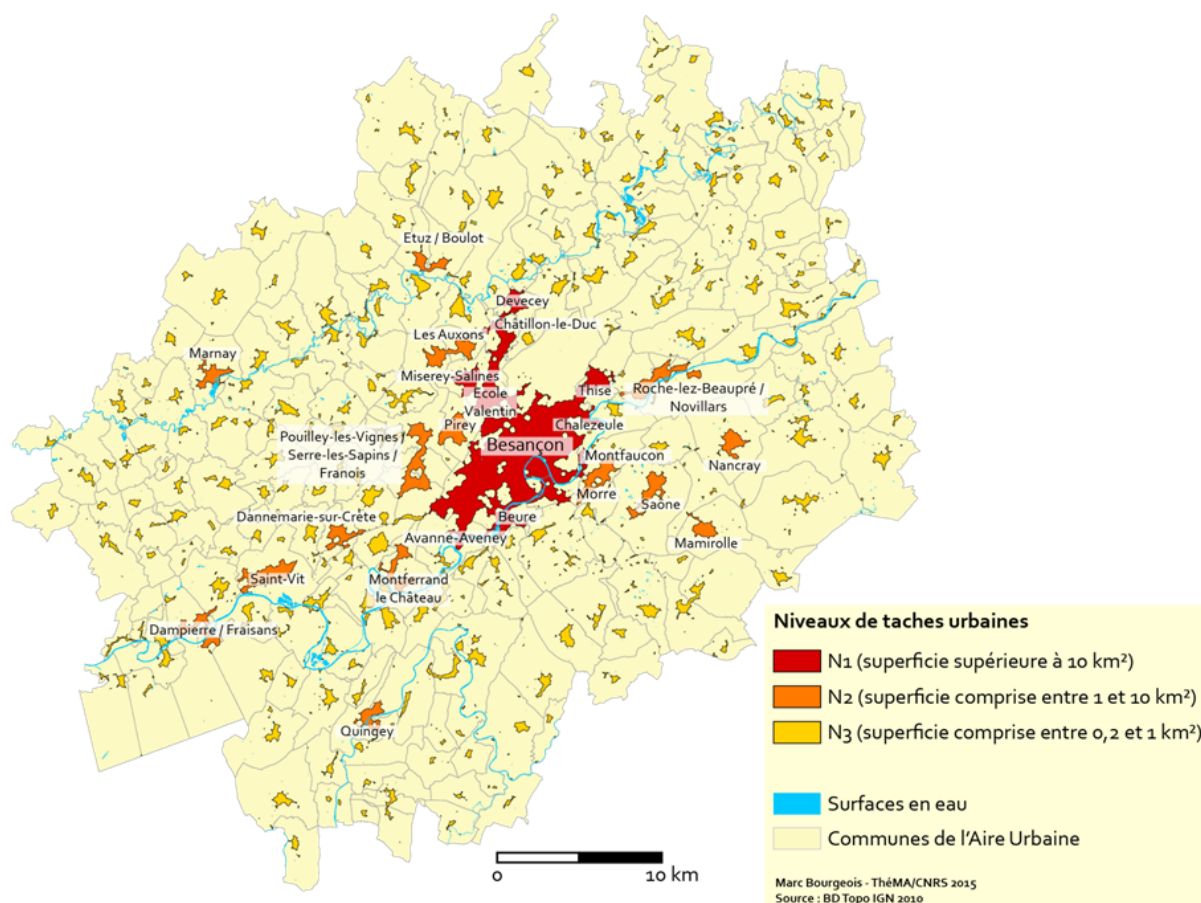 Etuz / Boulot
Devecey
Châtillon-le-Duc
Les Auxons
Marnay
Miserey-Salines
Thise
Roche-lez-Beaupré /
Novillars
Ecole
Valentin
Pirey
Chalezeule
Pouilley-les-Vignes /
Serre-les-Sapins /
Franois
Besançon
Montfaucon
Nancray
Morre
Saône
Dannemarie-sur-Crète
Beure
Avanne-Aveney
Mamirolle
Saint-Vit
Montferrand
le Château
Dampierre / Fraisans
Quingey
Niveaux de taches urbaines
N1 (superficie supérieure à 10 km²)
N2 (superficie comprise entre 1 et 10 km²)
N3 (superficie comprise entre 0,2 et 1 km²)
Surfaces en eau
Communes de l'Aire Urbaine
0
10 km
Marc Bourgeois - ThéMA/CNRS 2015
Source : BD Topo IGN 2010